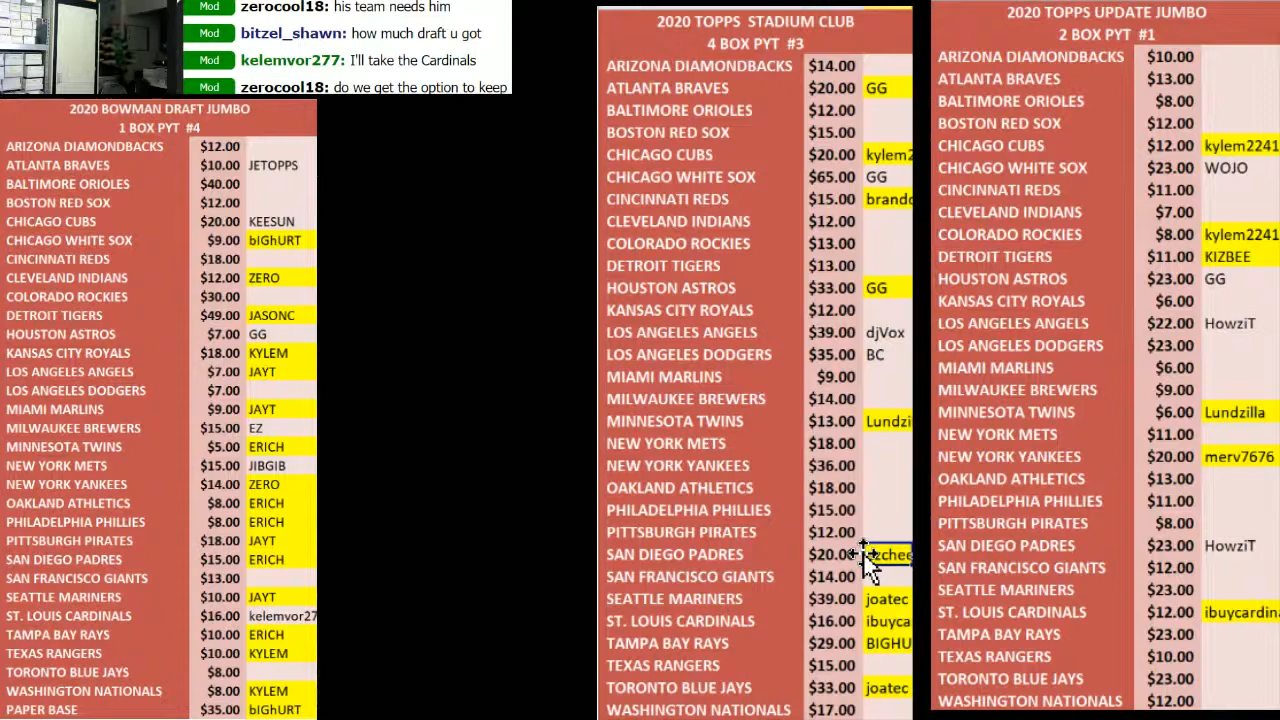 Mod zerocool18: his team needs him
Mod bitzel_shawn: how much draft u got
Mod kelemvor277: I'll take the Cardinals
Mod zerocool18: do we get the option to keep
2020 BOWMAN DRAFT JUMBO
1 BOX PYT #4
ARIZONA DIAMONDBACKS $12.00
ATLANTA BRAVES $10.00 JETOPPS
BALTIMORE ORIOLES $40.00
BOSTON RED SOX $12.00
CHICAGO CUBS $20.00 KEESUN
CHICAGO WHITE SOX $9.00 bIGhURT
CINCINNATI REDS $18.00
CLEVELAND INDIANS $12.00 ZERO
COLORADO ROCKIES $30.00
DETROIT TIGERS $49.00 JASONC
HOUSTON ASTROS $7.00 GG
KANSAS CITY ROYALS $18.00 KYLEM
LOS ANGELES ANGELS $7.00 JAYT
LOS ANGELES DODGERS $7.00
MIAMI MARLINS $9.00 JAYT
MILWAUKEE BREWERS $15.00 EZ
MINNESOTA TWINS $5.00 ERICH
NEW YORK METS $15.00 JIBGIB
NEW YORK YANKEES $14.00 ZERO
OAKLAND ATHLETICS $8.00 ERICH
PHILADELPHIA PHILLIES $8.00 ERICH
PITTSBURGH PIRATES $18.00 JAYT
SAN DIEGO PADRES $15.00 ERICH
SAN FRANCISCO GIANTS $13.00
SEATTLE MARINERS $10.00 JAYT
ST. LOUIS CARDINALS $16.00 kelemvor27
TAMPA BAY RAYS $10.00 ERICH
TEXAS RANGERS $10.00 KYLEM
TORONTO BLUE JAYS $8.00
WASHINGTON NATIONALS $8.00 KYLEM
PAPER BASE $35.00 bIGhURT
2020 TOPPS STADIUM CLUB
4 BOX PYT #3
ARIZONA DIAMONDBACKS $14.00
ATLANTA BRAVES $20.00 GG
BALTIMORE ORIOLES $12.00
BOSTON RED SOX $15.00
CHICAGO CUBS $20.00 kylem2
CHICAGO WHITE SOX $65.00 GG
CINCINNATI REDS $15.00 brando
CLEVELAND INDIANS $12.00
COLORADO ROCKIES $13.00
DETROIT TIGERS $13.00
HOUSTON ASTROS $33.00 GG
KANSAS CITY ROYALS $12.00
LOS ANGELES ANGELS $39.00 djVox
LOS ANGELES DODGERS $35.00 BC
MIAMI MARLINS $9.00
MILWAUKEE BREWERS $14.00
MINNESOTA TWINS $13.00 Lundzi
NEW YORK METS $18.00
NEW YORK YANKEES $36.00
OAKLAND ATHLETICS $18.00
PHILADELPHIA PHILLIES $15.00
PITTSBURGH PIRATES $12.00
SAN DIEGO PADRES $20.00
SAN FRANCISCO GIANTS $14.00
SEATTLE MARINERS $39.00 joatec
ST. LOUIS CARDINALS $16.00 ibuyca
TAMPA BAY RAYS $29.00 BIGHU
TEXAS RANGERS $15.00
TORONTO BLUE JAYS $33.00 joatec
WASHINGTON NATIONALS $17.00
2020 TOPPS UPDATE JUMBO
2 BOX PYT #1
ARIZONA DIAMONDBACKS $10.00
ATLANTA BRAVES $13.00
BALTIMORE ORIOLES $8.00
BOSTON RED SOX $12.00
CHICAGO CUBS $12.00 kylem2241
CHICAGO WHITE SOX $23.00 WOJO
CINCINNATI REDS $11.00
CLEVELAND INDIANS $7.00
COLORADO ROCKIES $8.00 kylem2241
DETROIT TIGERS $11.00 KIZBEE
HOUSTON ASTROS $23.00 GG
KANSAS CITY ROYALS $6.00
LOS ANGELES ANGELS $22.00 HowziT
LOS ANGELES DODGERS $23.00
MIAMI MARLINS $6.00
MILWAUKEE BREWERS $9.00
MINNESOTA TWINS $6.00 Lundzilla
NEW YORK METS $11.00
NEW YORK YANKEES $20.00 merv7676
OAKLAND ATHLETICS $13.00
PHILADELPHIA PHILLIES $11.00
PITTSBURGH PIRATES $8.00
SAN DIEGO PADRES $23.00 HowziT
SAN FRANCISCO GIANTS $12.00
SEATTLE MARINERS $23.00
ST. LOUIS CARDINALS $12.00 ibuycardin
TAMPA BAY RAYS $23.00
TEXAS RANGERS $10.00
TORONTO BLUE JAYS $23.00
WASHINGTON NATIONALS $12.00